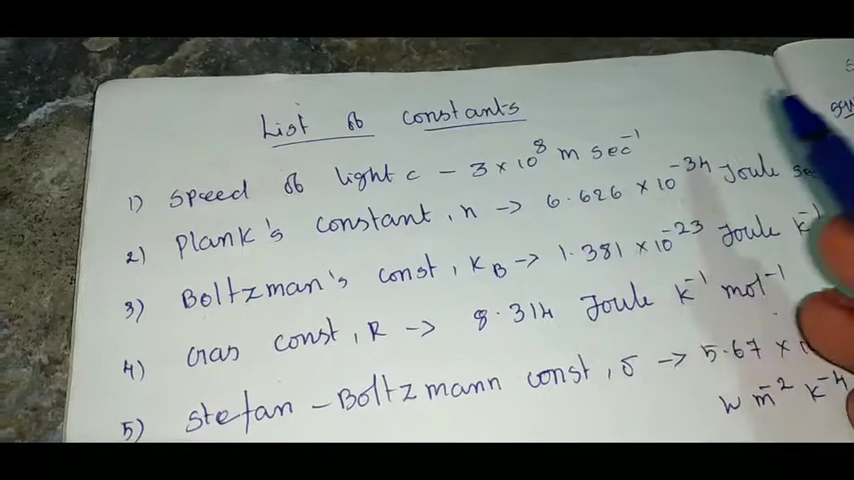 List of constants
1) Speed of light c - 3 × 10⁸ m sec⁻¹
2) Plank's constant, h -> 6.626 × 10⁻³⁴ Joule
3) Boltzman's const, K_B -> 1.381 × 10⁻²³ Joule K⁻¹
4) Gas const, R -> 8.314 Joule K⁻¹ mol⁻¹
5) Stefan - Boltzmann const, σ -> 5.67 ×
W m⁻² K⁻⁴